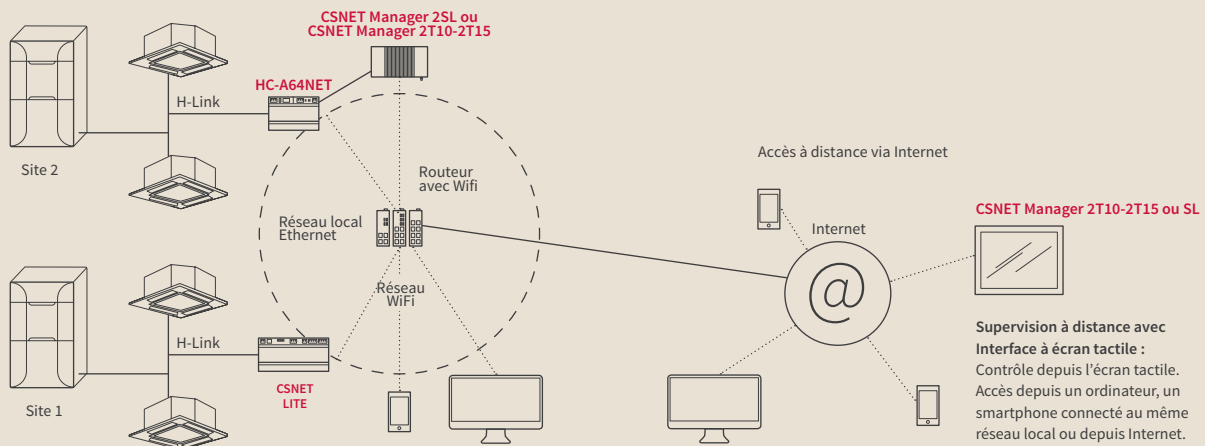 CSNET Manager 2SL ou
CSNET Manager 2T10-2T15
HC-A64NET
H-Link
Site 2
Routeur
avec Wifi
Réseau local
Ethernet
Réseau
WiFi
H-Link
CSNET
LITE
Site 1
Accès à distance via Internet
Internet
@
CSNET Manager 2T10-2T15 ou SL
Supervision à distance avec
Interface à écran tactile :
Contrôle depuis l'écran tactile.
Accès depuis un ordinateur, un
smartphone connecté au même
réseau local ou depuis Internet.